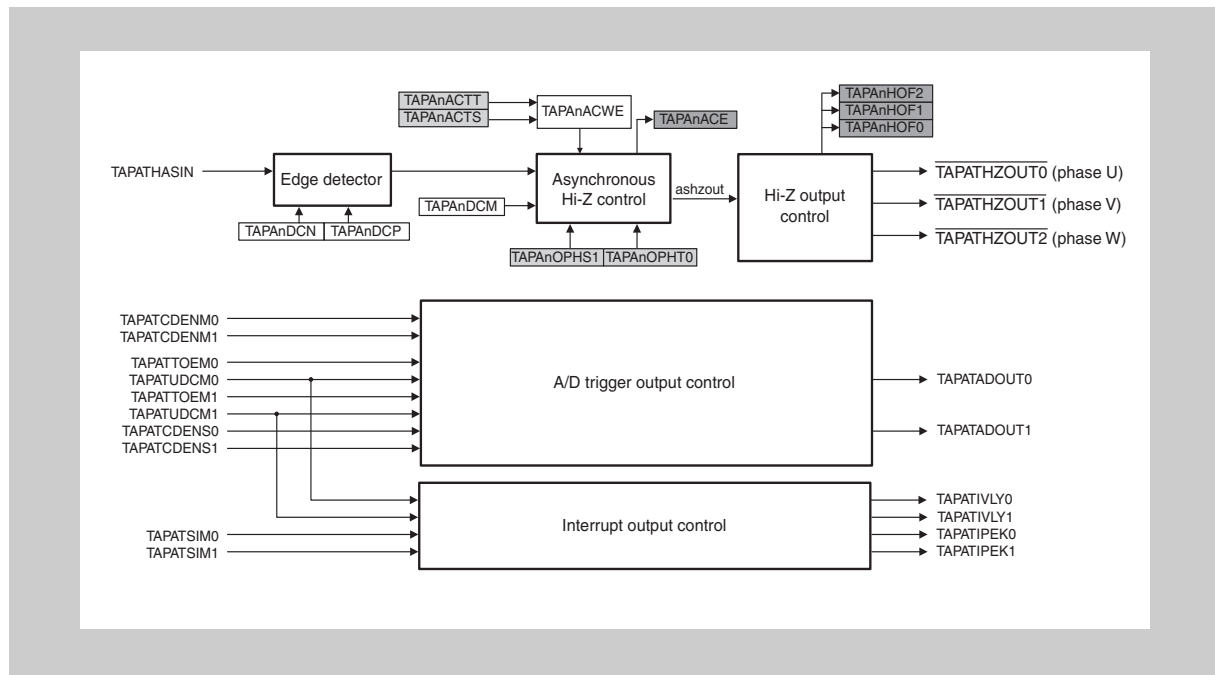 TAPAnACTT
TAPAnACTS
TAPAnACWE
TAPAnACE
TAPAnHOF2
TAPAnHOF1
TAPAnHOF0
TAPATHASIN
Edge detector
TAPAnDCN
TAPAnDCP
TAPAnDCM
Asynchronous
Hi-Z control
TAPAnOPHS1
TAPAnOPHT0
ashzout
Hi-Z output
control
TAPATHZOUT0 (phase U)
TAPATHZOUT1 (phase V)
TAPATHZOUT2 (phase W)
TAPATCDENM0
TAPATCDENM1
TAPATTOEM0
TAPATUDCM0
TAPATTOEM1
TAPATUDCM1
TAPATCDENS0
TAPATCDENS1
A/D trigger output control
TAPATADOUT0
TAPATADOUT1
TAPATSIM0
TAPATSIM1
Interrupt output control
TAPATIVLY0
TAPATIVLY1
TAPATIPEK0
TAPATIPEK1